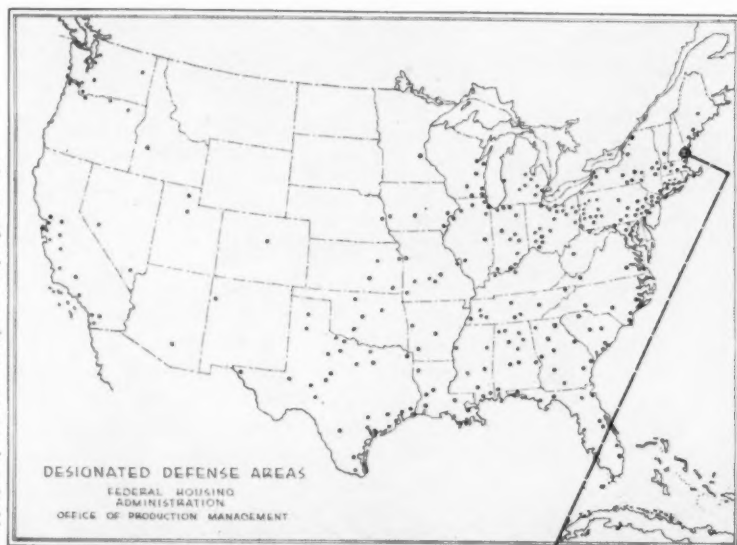 DESIGNATED DEFENSE AREAS
FEDERAL HOUSING
ADMINISTRATION
OFFICE OF PRODUCTION MANAGEMENT